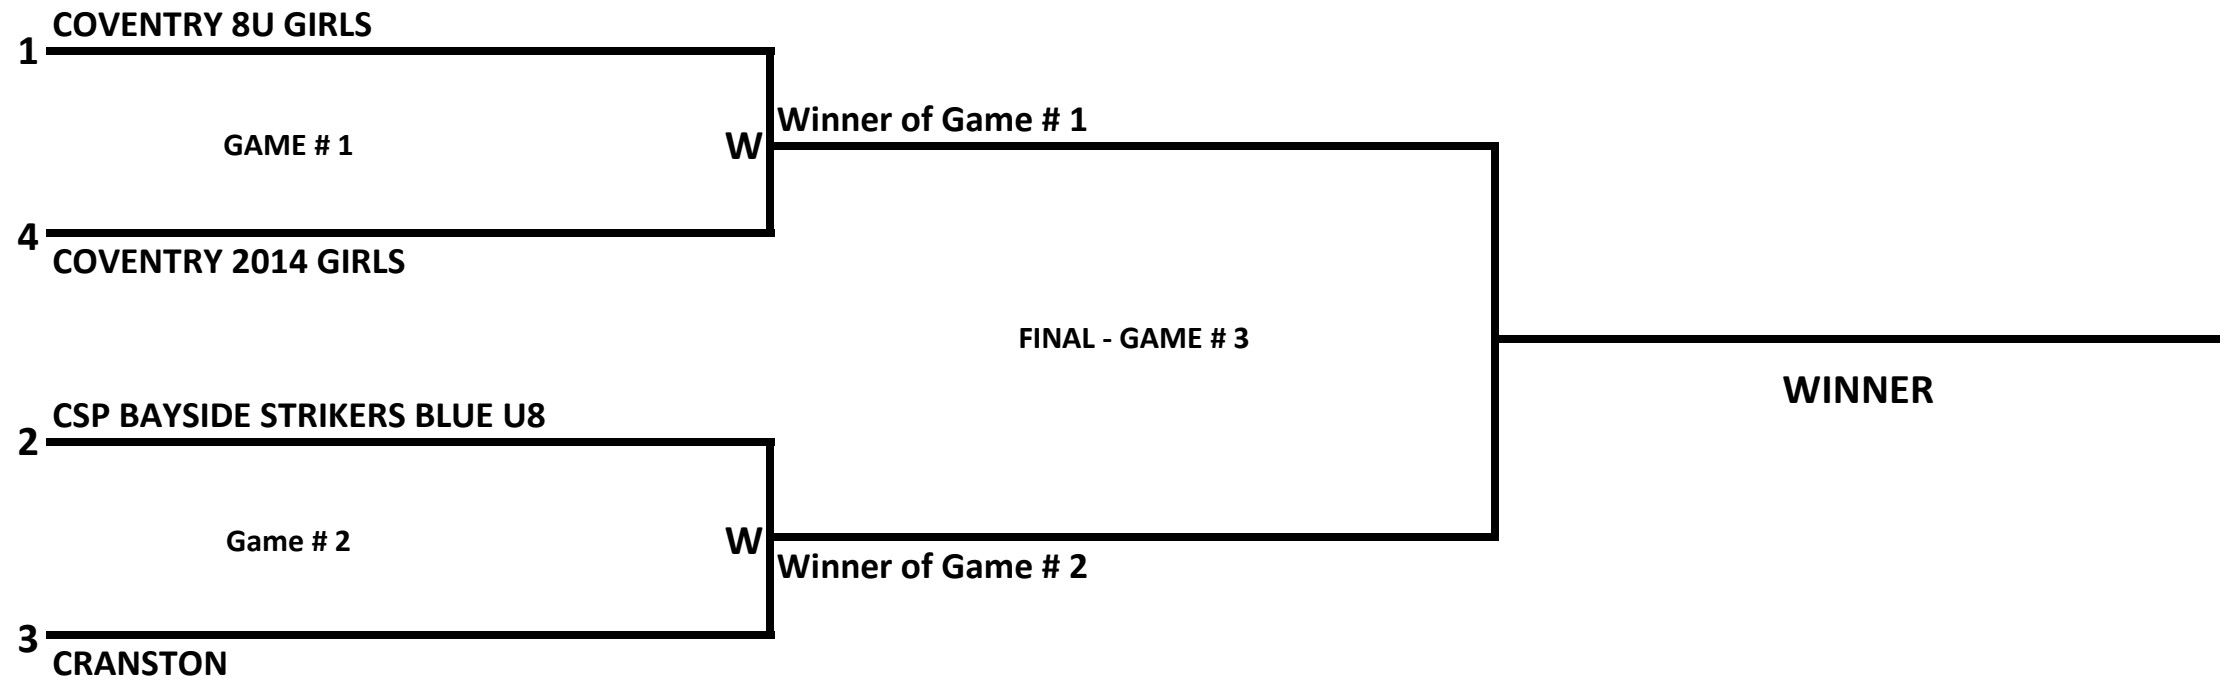 COVENTRY 8U GIRLS
1
Winner of Game # 1
GAME # 1
W
4
COVENTRY 2014 GIRLS
FINAL - GAME # 3
WINNER
CSP BAYSIDE STRIKERS BLUE U8
2
Game # 2
W
Winner of Game # 2
3
CRANSTON